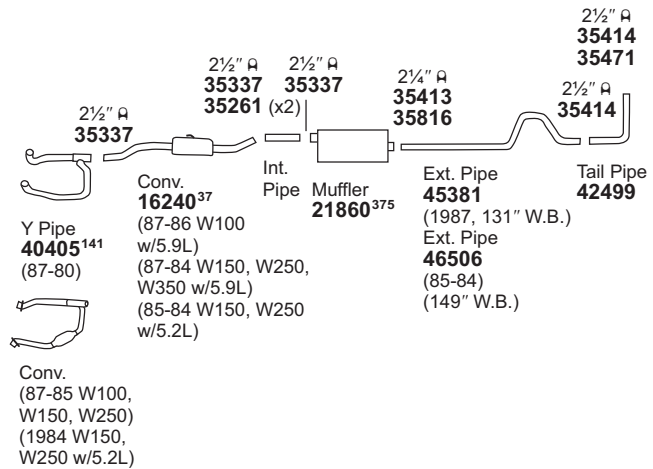 2½″
35414
35471
2½″
35414
2½″
35337
2½″
35337
35261 (x2)
2½″
35337
2¼″
35413
35816
Y Pipe
40405¹⁴¹
(87-80)
Conv.
16240³⁷
(87-86 W100
w/5.9L)
(87-84 W150, W250,
W350 w/5.9L)
(85-84 W150, W250
w/5.2L)
Int.
Pipe
Muffler
21860³⁷⁵
Ext. Pipe
45381
(1987, 131″ W.B.)
Ext. Pipe
46506
(85-84)
(149″ W.B.)
Tail Pipe
42499
Conv.
(87-85 W100,
W150, W250)
(1984 W150,
W250 w/5.2L)